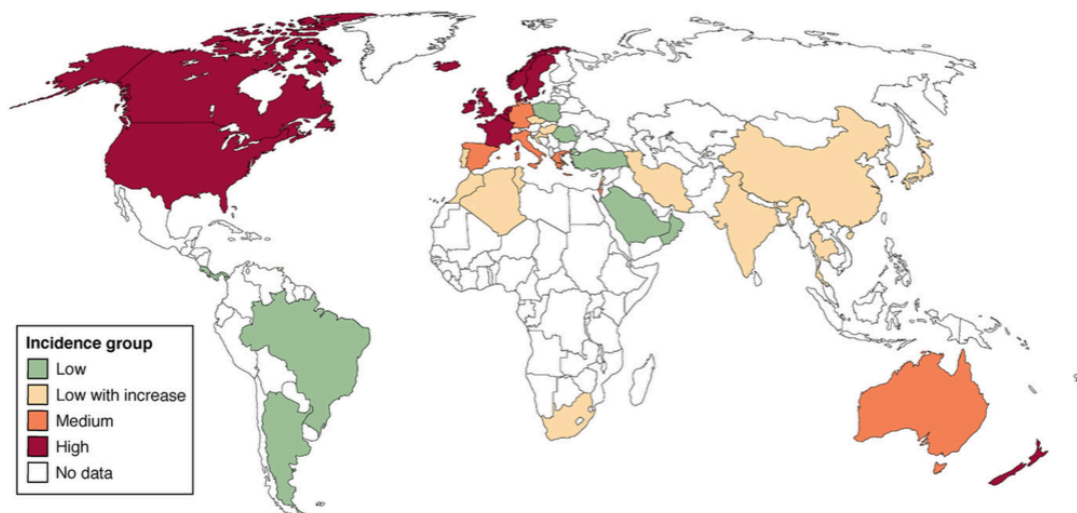 Incidence group
Low
Low with increase
Medium
High
No data